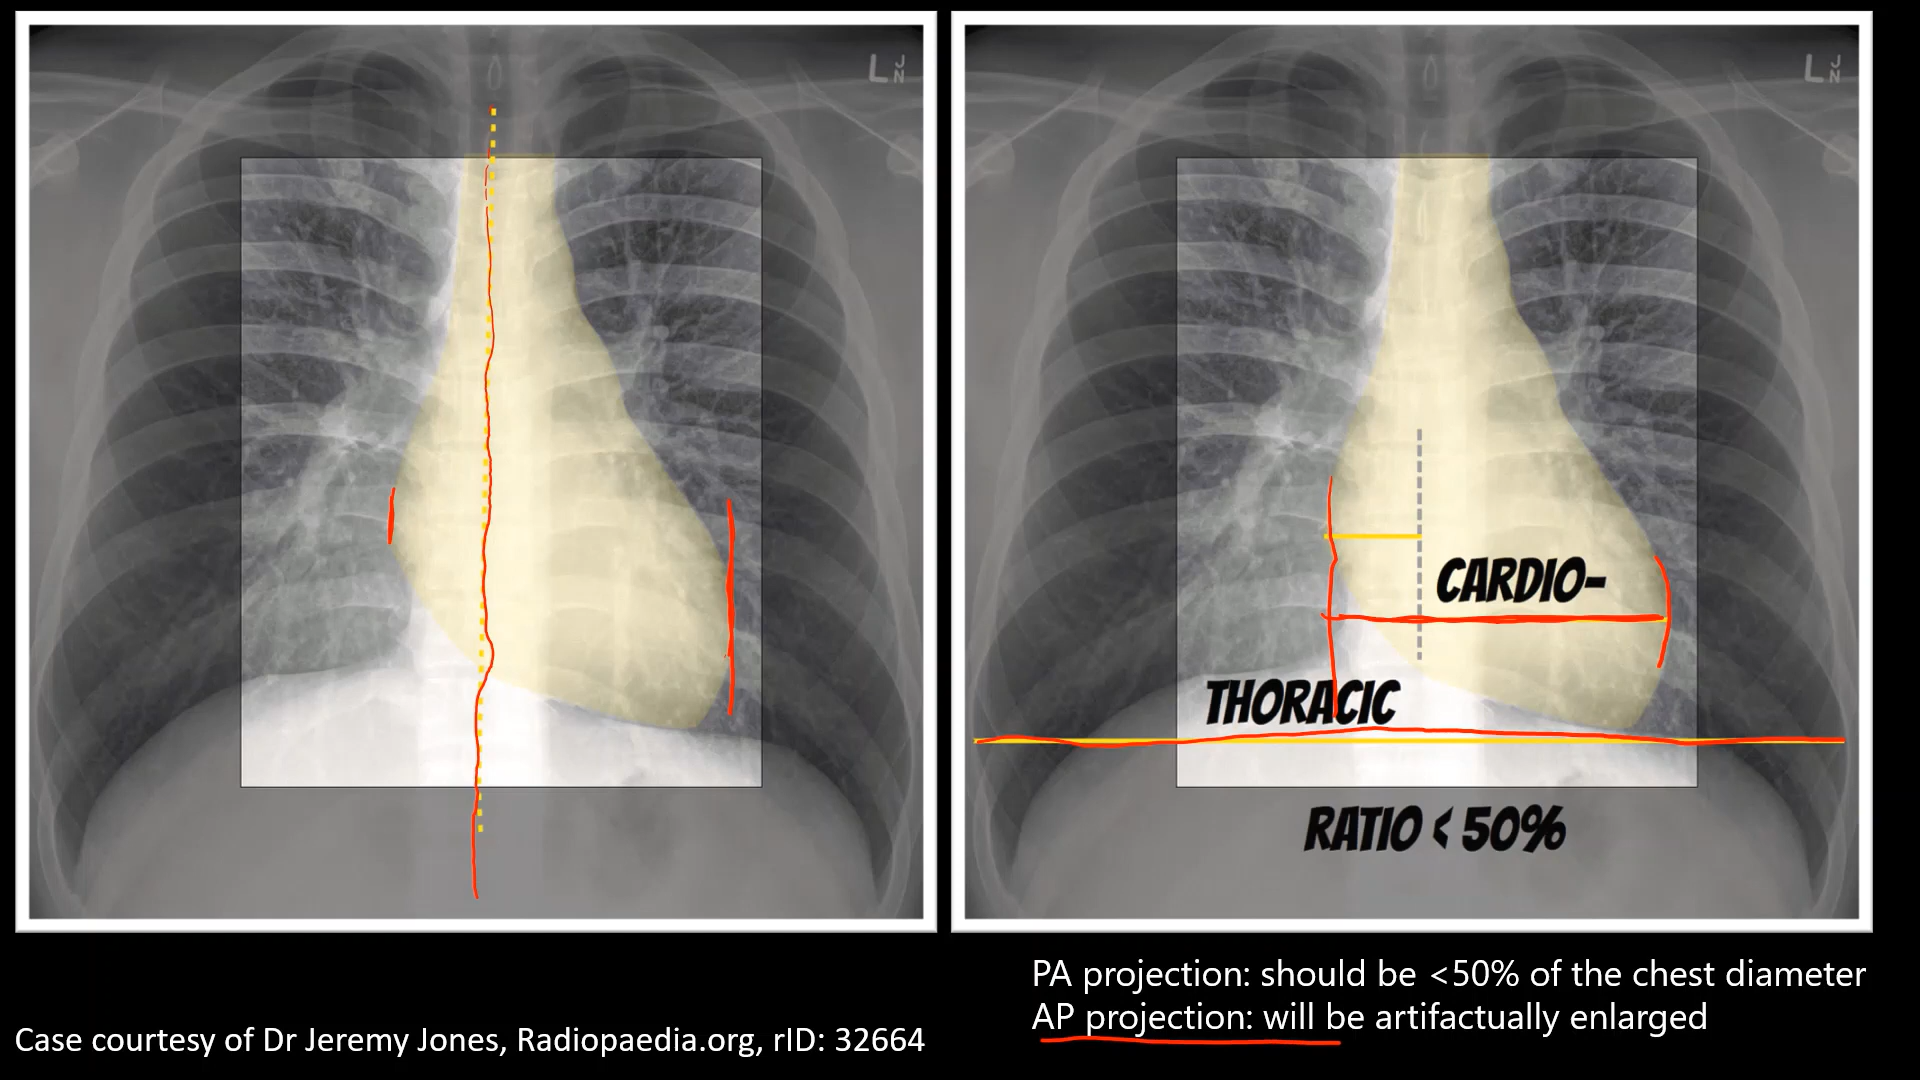 L J
N
L J
N
CARDIO-
THORACIC
RATIO < 50%
PA projection: should be <50% of the chest diameter
AP projection: will be artifactually enlarged
Case courtesy of Dr Jeremy Jones, Radiopaedia.org, rID: 32664